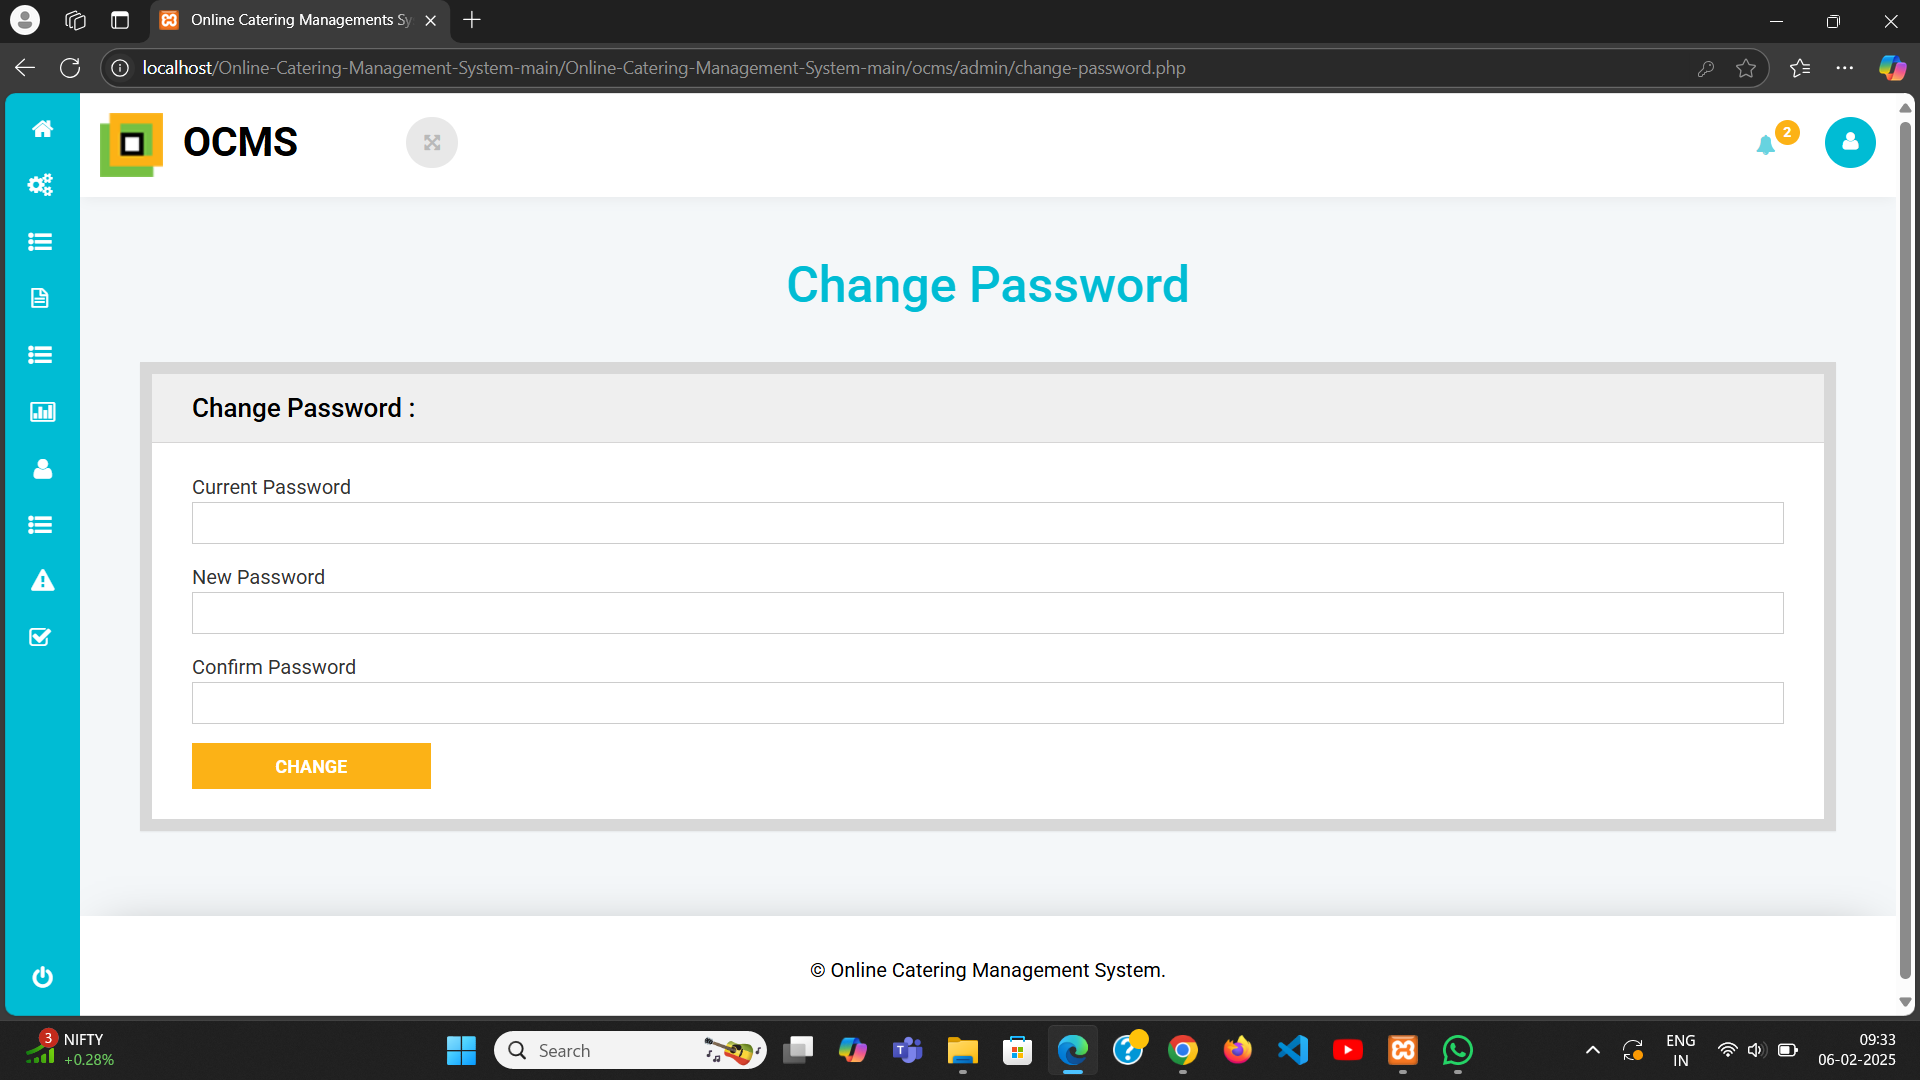 Online Catering Managements Sy
localhost/Online-Catering-Management-System-main/Online-Catering-Management-System-main/ocms/admin/change-password.php
OCMS
2
Change Password
Change Password :
Current Password
New Password
Confirm Password
CHANGE
© Online Catering Management System.
3
NIFTY
+0.28%
Search
ENG
IN
09:33
06-02-2025